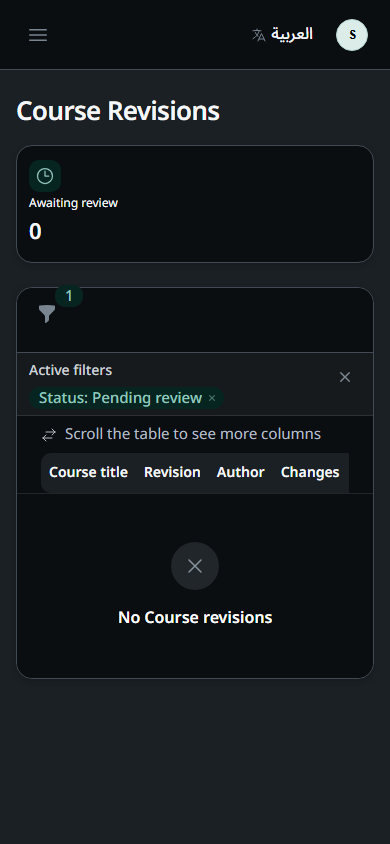 العربية
S
Course Revisions
Awaiting review
0
1
Active filters
Status: Pending review ×
Scroll the table to see more columns
Course title Revision Author Changes
No Course revisions